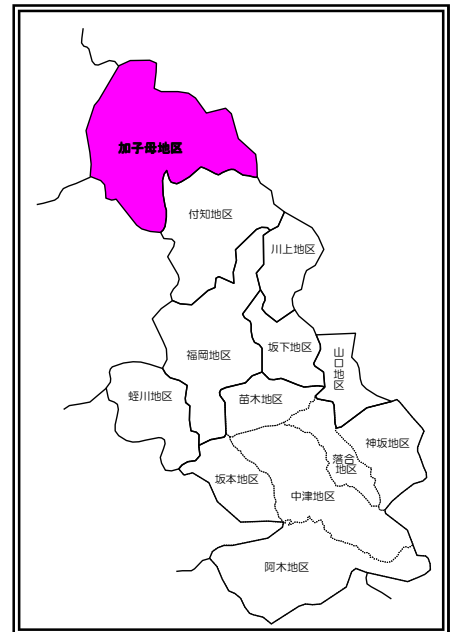 加子母地区
付知地区
川上地区
福岡地区
坂下地区
山口地区
蛭川地区
苗木地区
神坂地区
落合
地区
坂本地区
中津地区
阿木地区